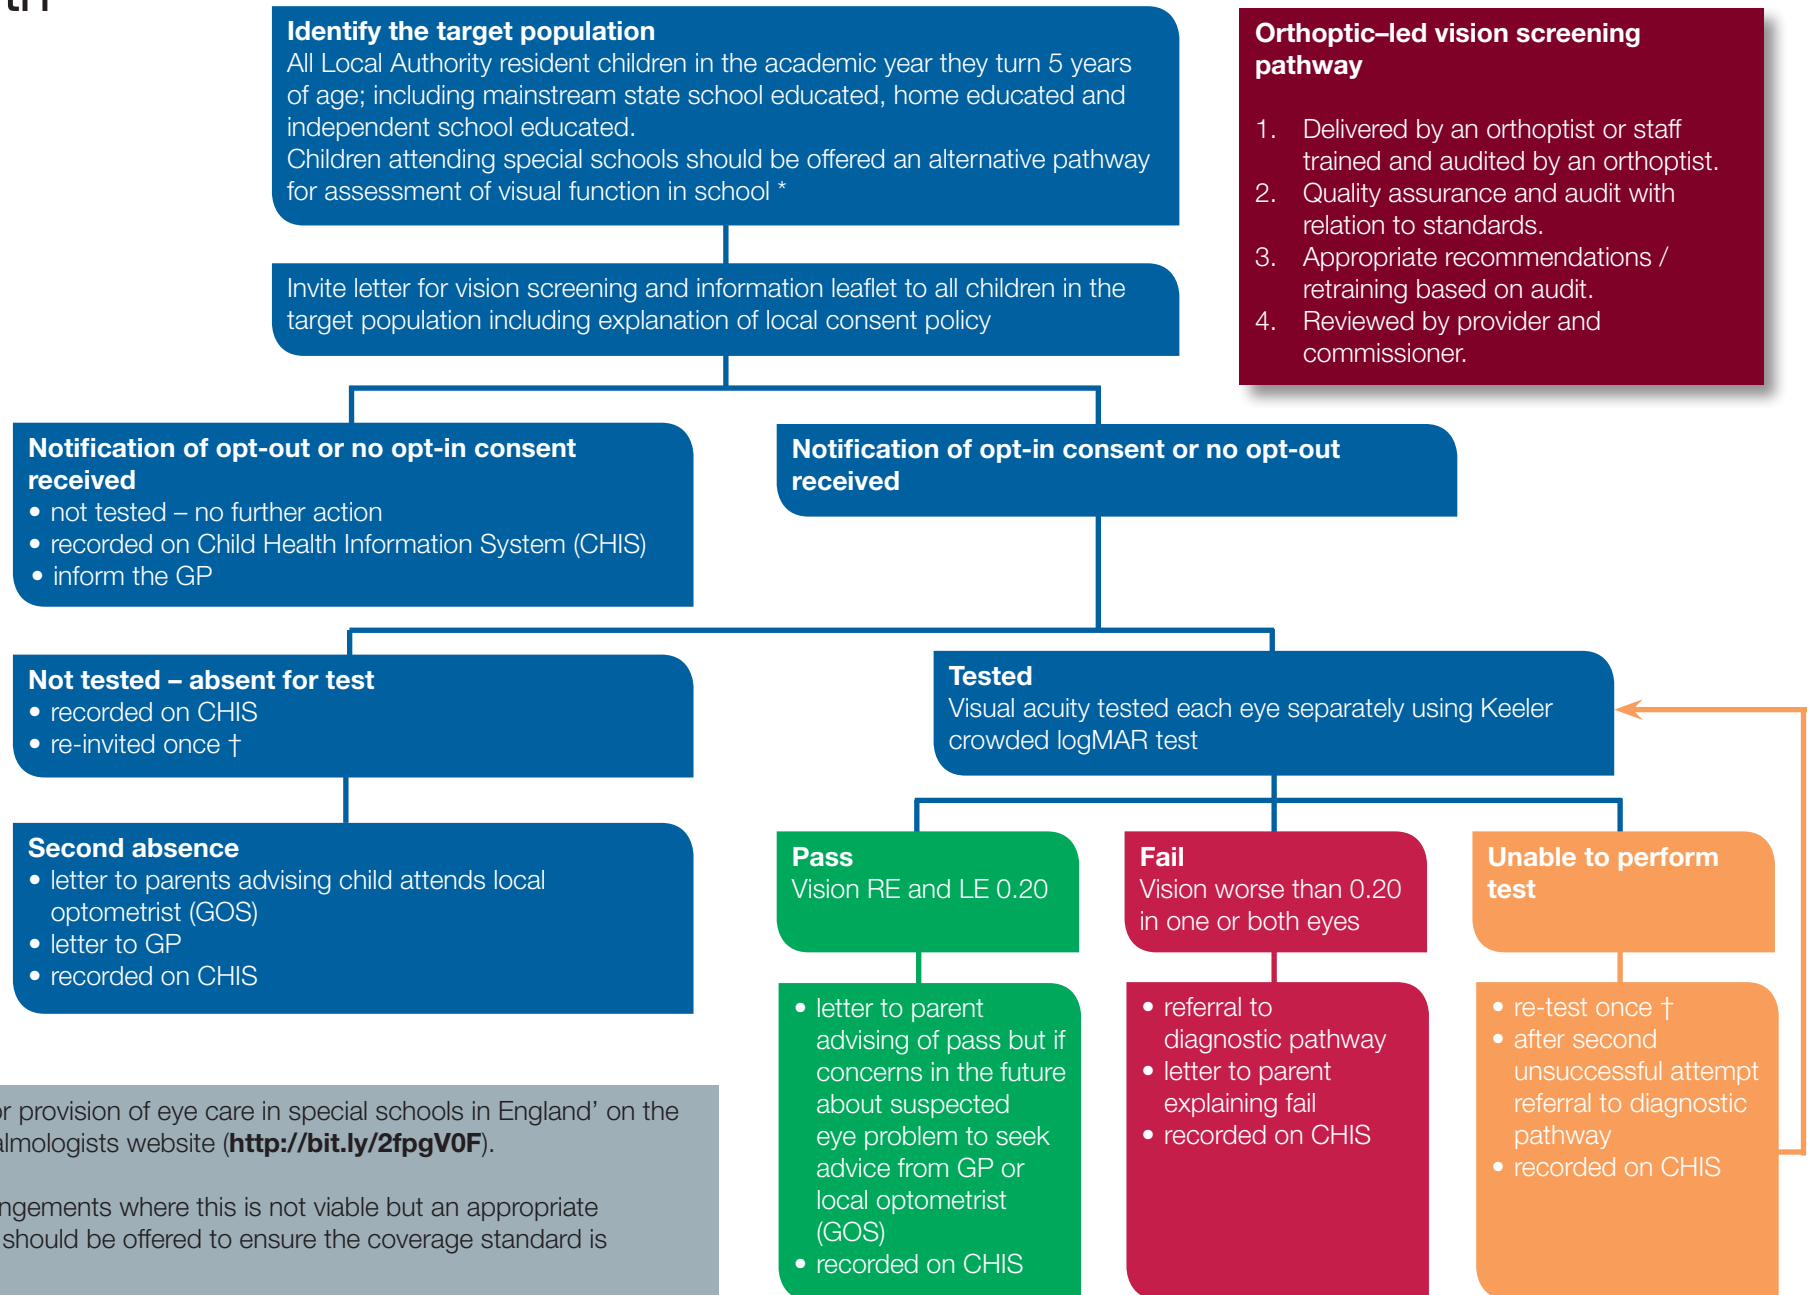 Identify the target population
All Local Authority resident children in the academic year they turn 5 years
of age; including mainstream state school educated, home educated and
independent school educated.
Children attending special schools should be offered an alternative pathway
for assessment of visual function in school *
Orthoptic–led vision screening
pathway
1. Delivered by an orthoptist or staff
trained and audited by an orthoptist.
2. Quality assurance and audit with
relation to standards.
3. Appropriate recommendations /
retraining based on audit.
4. Reviewed by provider and
commissioner.
Invite letter for vision screening and information leaflet to all children in the
target population including explanation of local consent policy
Notification of opt-out or no opt-in consent
received
• not tested – no further action
• recorded on Child Health Information System (CHIS)
• inform the GP
Notification of opt-in consent or no opt-out
received
Not tested – absent for test
• recorded on CHIS
• re-invited once †
Tested
Visual acuity tested each eye separately using Keeler
crowded logMAR test
Second absence
• letter to parents advising child attends local
optometrist (GOS)
• letter to GP
• recorded on CHIS
Pass
Vision RE and LE 0.20
Fail
Vision worse than 0.20
in one or both eyes
Unable to perform
test
• letter to parent
advising of pass but if
concerns in the future
about suspected
eye problem to seek
advice from GP or
local optometrist
(GOS)
• recorded on CHIS
• referral to
diagnostic pathway
• letter to parent
explaining fail
• recorded on CHIS
• re-test once †
• after second
unsuccessful attempt
referral to diagnostic
pathway
• recorded on CHIS
provision of eye care in special schools in England’ on the
website (http://bit.ly/2fpgV0F).
where this is not viable but an appropriate
should be offered to ensure the coverage standard is